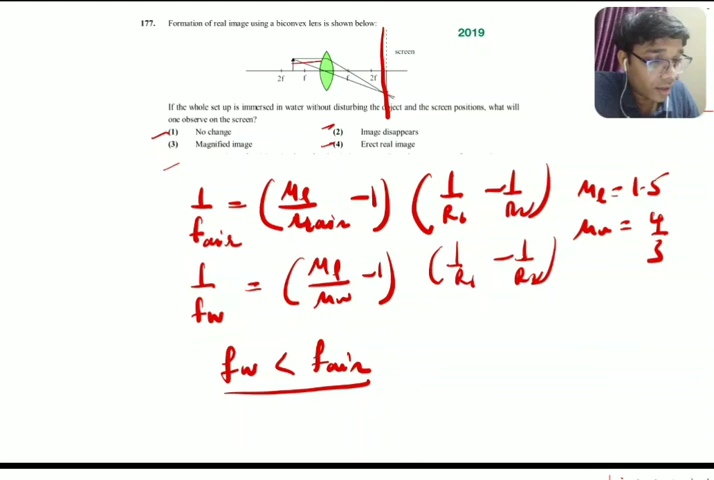 177. Formation of real image using a biconvex lens is shown below:
2019
screen
2f f f 2f
If the whole set up is immersed in water without disturbing the object and the screen positions, what will
one observe on the screen?
(1) No change (2) Image disappears
(3) Magnified image (4) Erect real image
1/fair = (μl/μair − 1) (1/R1 − 1/R2) μl = 1.5
μw = 4/3
1/fw = (μl/μw − 1) (1/R1 − 1/R2)
fw < fair